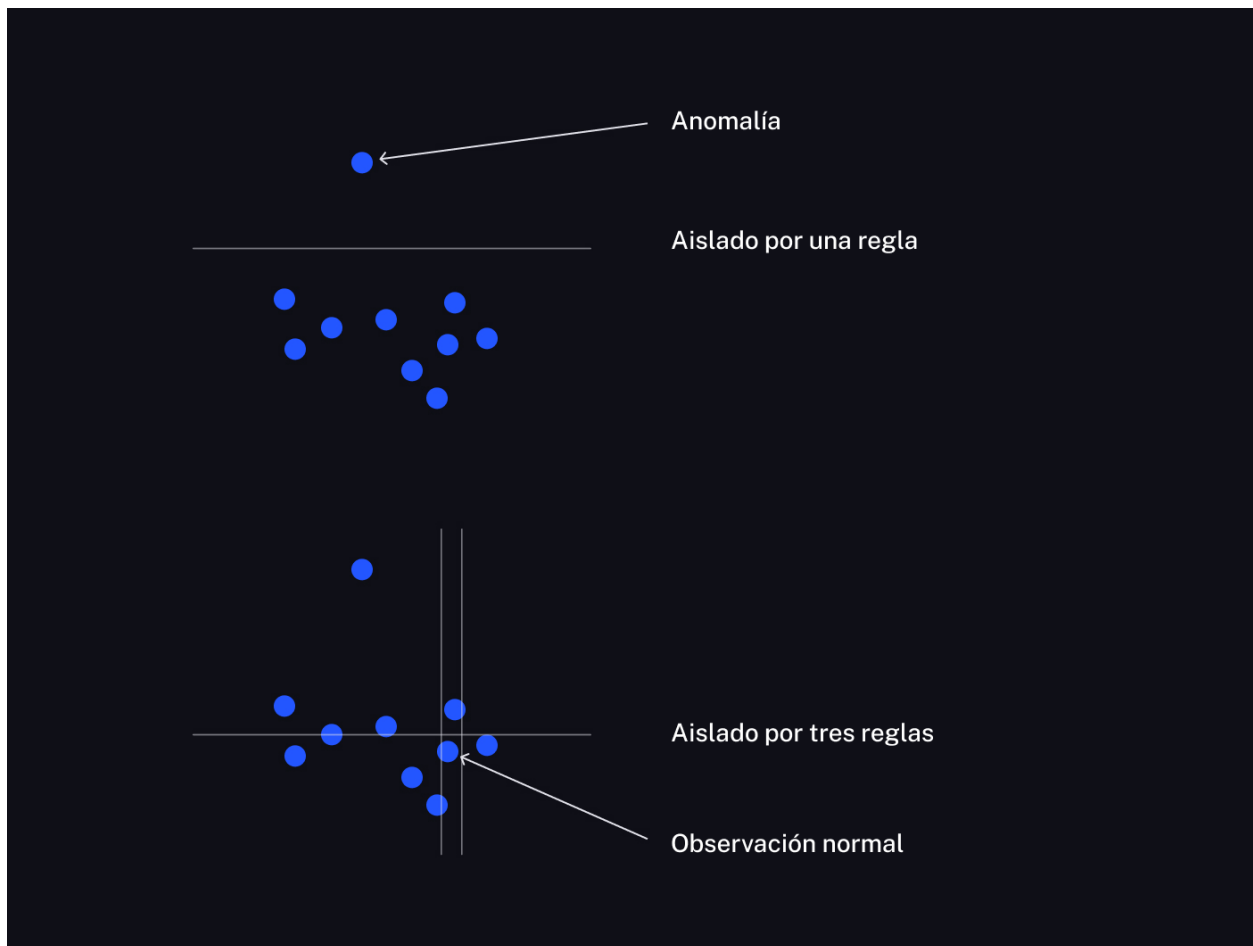 Anomalía
Aislado por una regla
Aislado por tres reglas
Observación normal